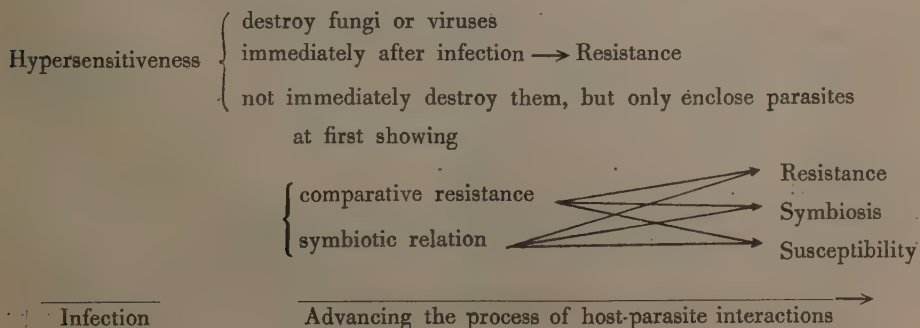 destroy fungi or viruses
Hypersensitiveness
immediately after infection → Resistance
not immediately destroy them, but only enclose parasites
at first showing
comparative resistance
symbiotic relation
Resistance
Symbiosis
Susceptibility
Infection
Advancing the process of host-parasite interactions